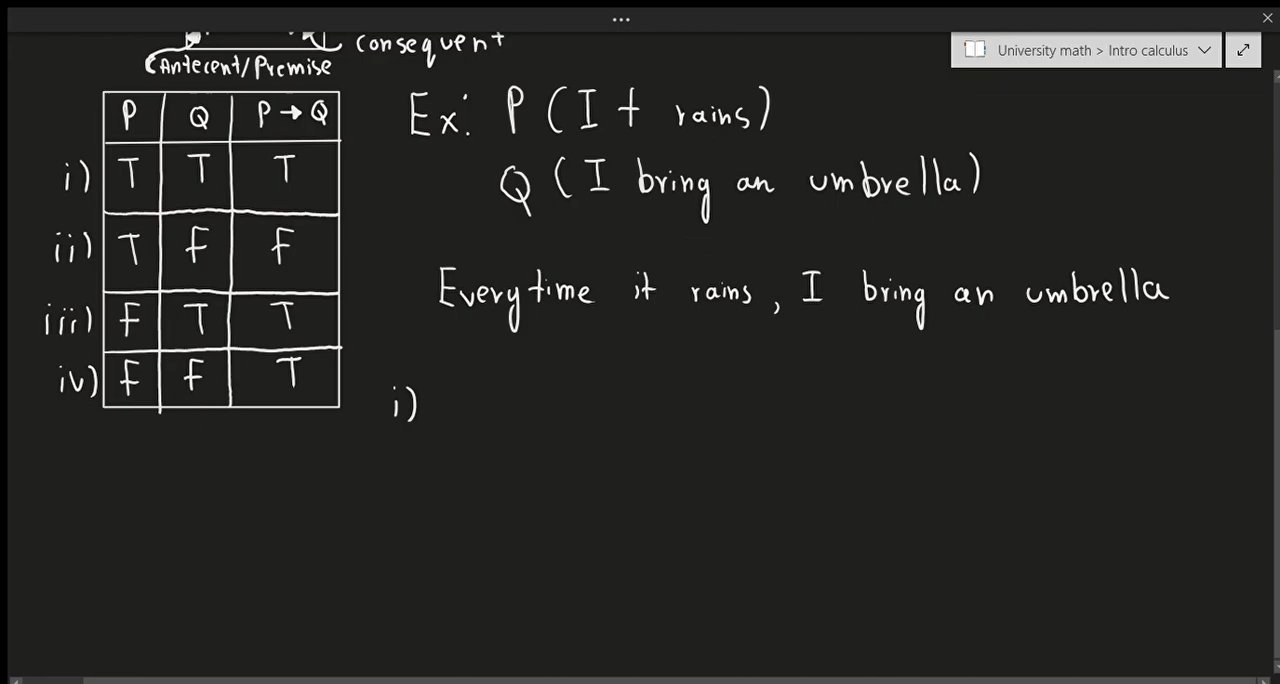 consequent
Antecent/Premise
University math > Intro calculus
P Q P → Q
i) T T T
ii) T F F
iii) F T T
iv) F F T
Ex: P (It rains)
Q (I bring an umbrella)
Everytime it rains, I bring an umbrella
i)